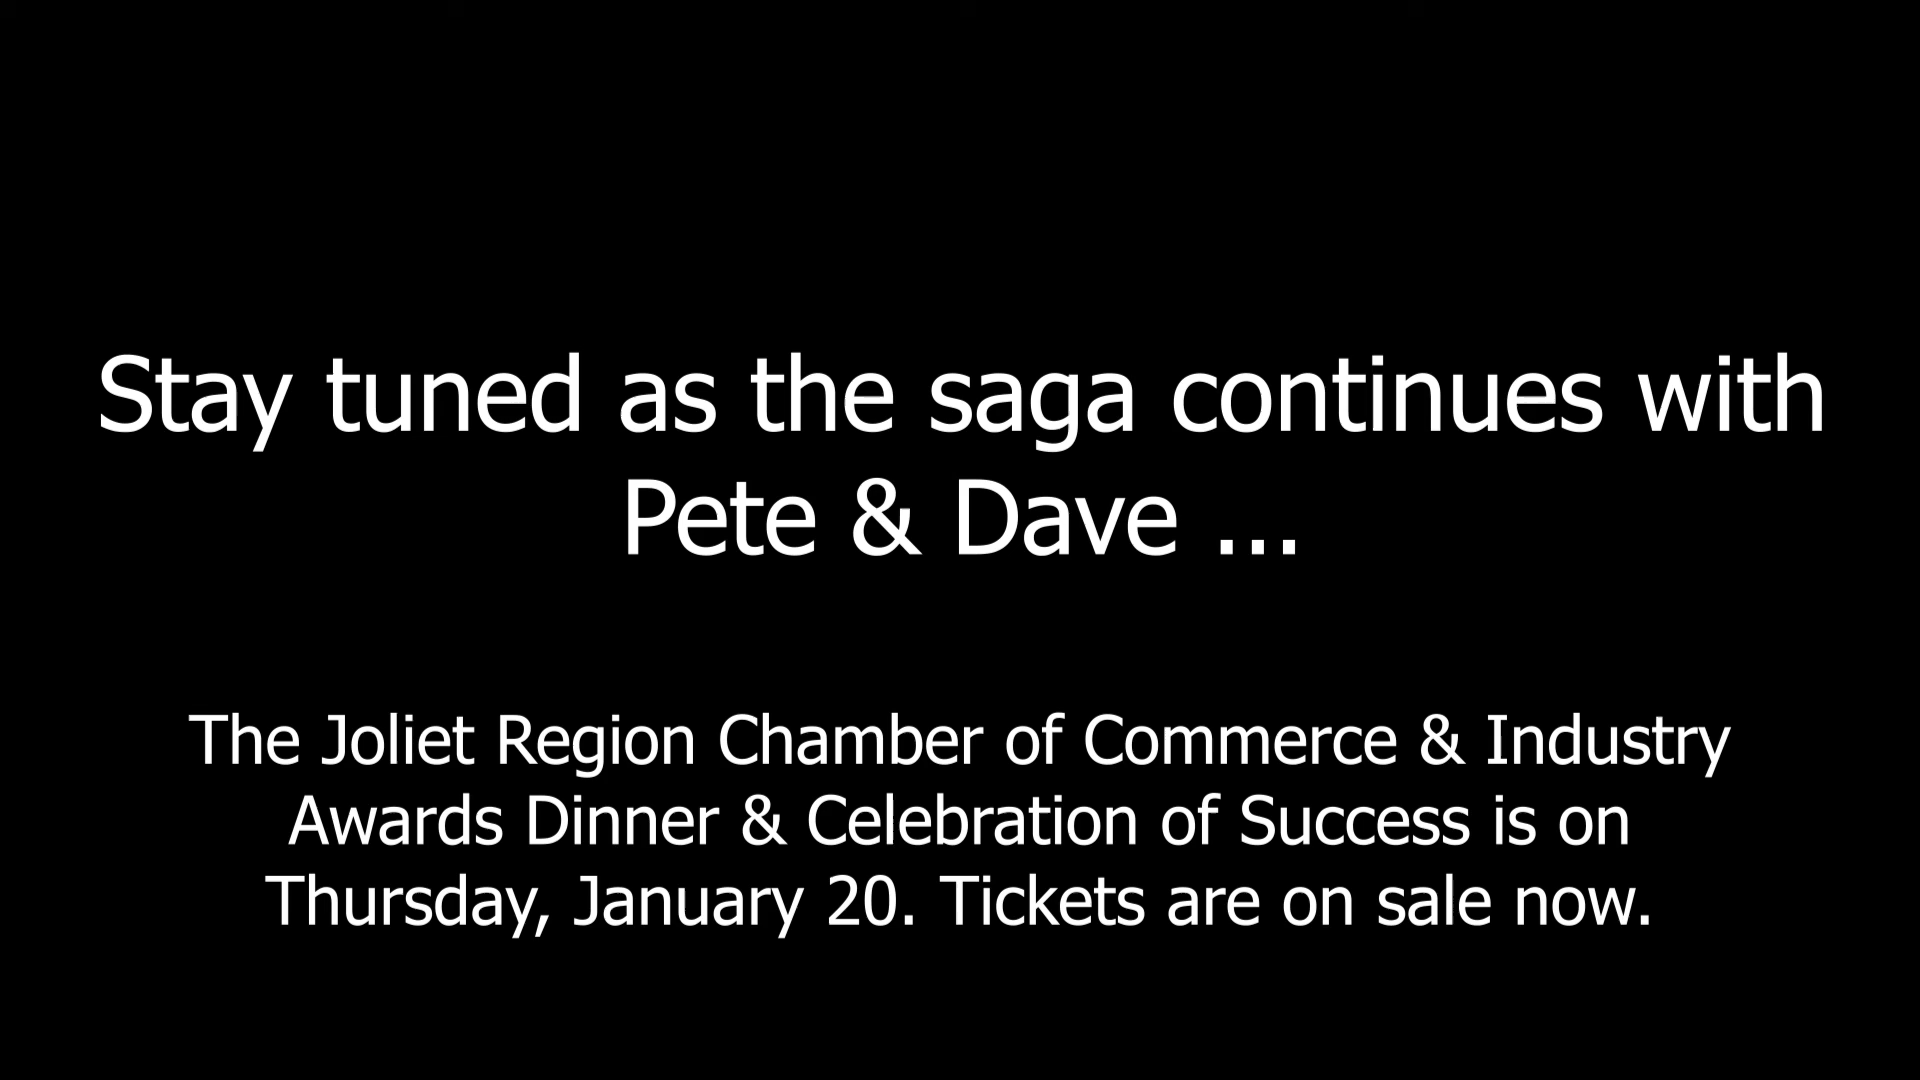 Stay tuned as the saga continues with
Pete & Dave ...
The Joliet Region Chamber of Commerce & Industry
Awards Dinner & Celebration of Success is on
Thursday, January 20. Tickets are on sale now.